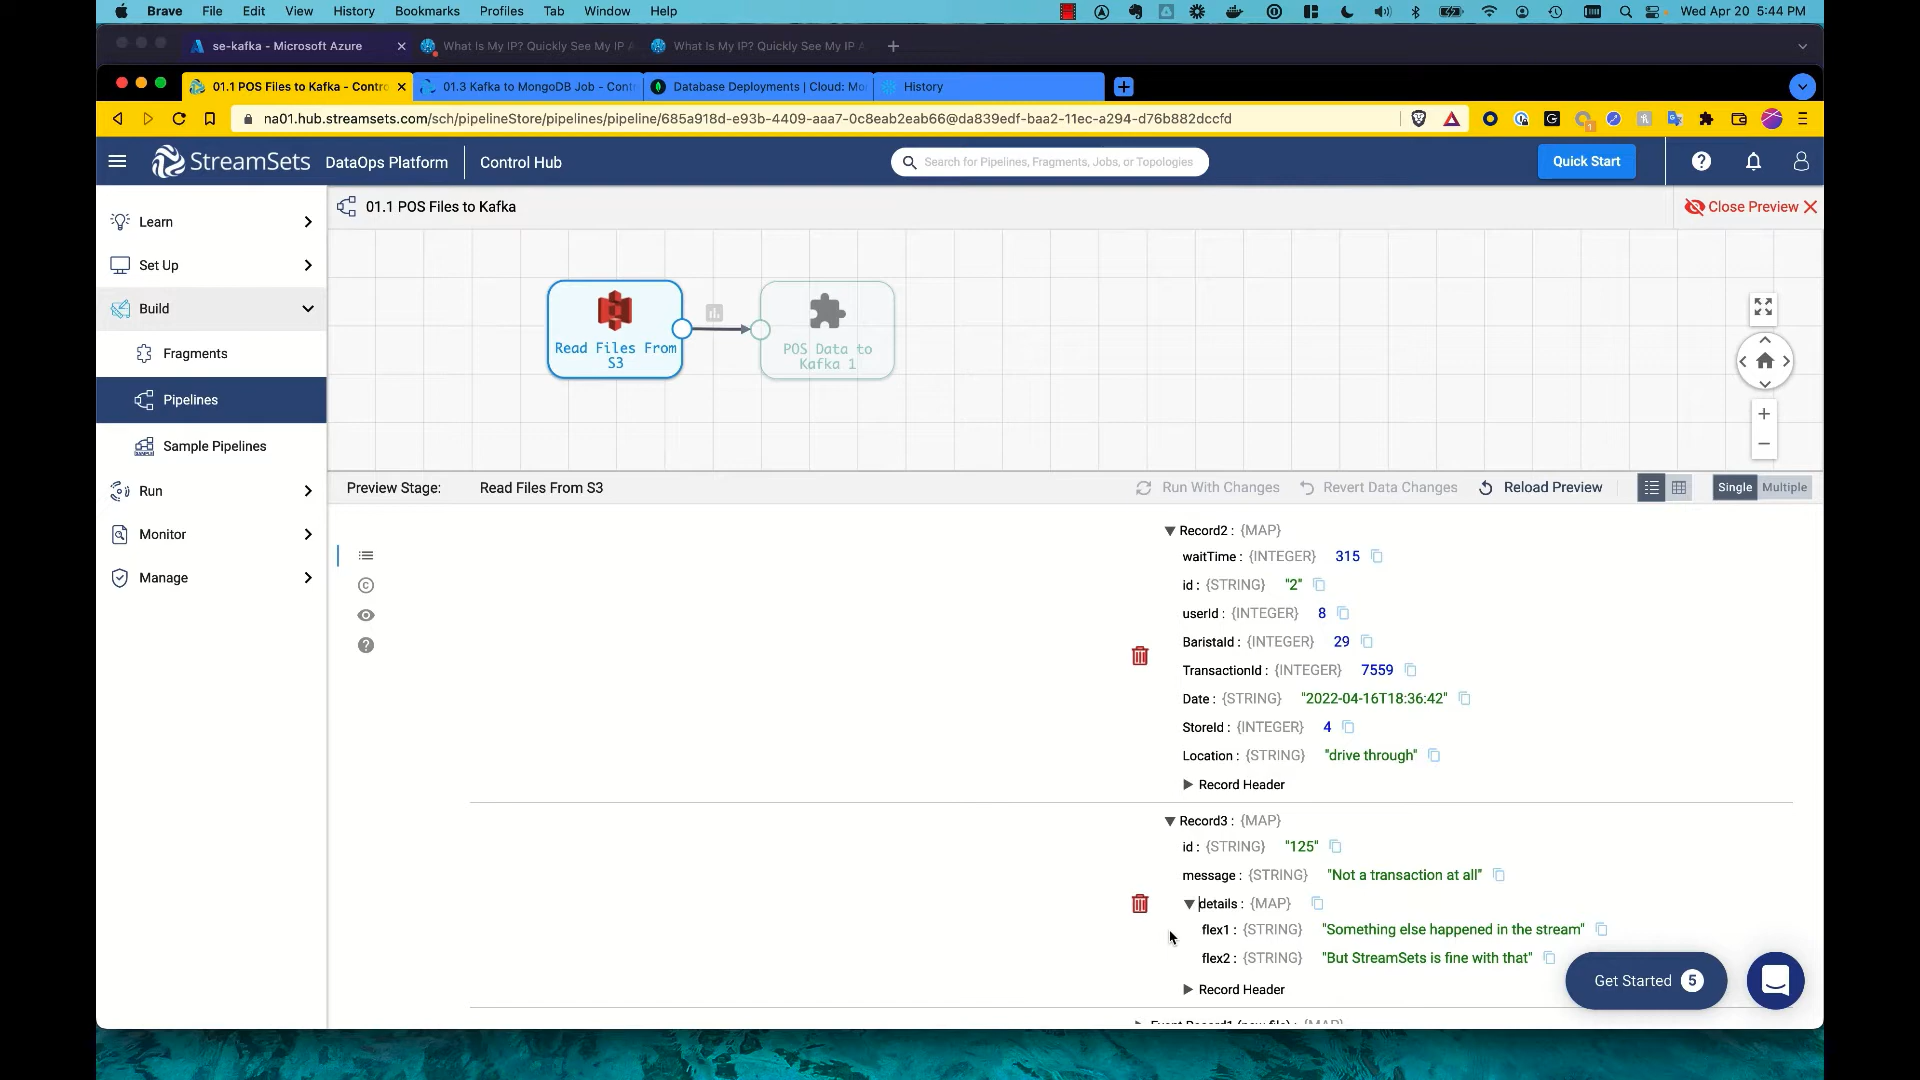 Brave File Edit View History Bookmarks Profiles Tab Window Help Wed Apr 20 5:44 PM
se-kafka - Microsoft Azure What Is My IP? Quickly See My IP A What Is My IP? Quickly See My IP A
01.1 POS Files to Kafka - Contro 01.3 Kafka to MongoDB Job - Cont Database Deployments | Cloud: Mo History
na01.hub.streamsets.com/sch/pipelineStore/pipelines/pipeline/685a918d-e93b-4409-aaa7-0c8eab2eab66@da839edf-baa2-11ec-a294-d76b882dccfd
StreamSets DataOps Platform Control Hub Search for Pipelines, Fragments, Jobs, or Topologies Quick Start
Learn
Set Up
Build
Fragments
Pipelines
Sample Pipelines
Run
Monitor
Manage
01.1 POS Files to Kafka Close Preview
Read Files From
S3
POS Data to
Kafka 1
Preview Stage: Read Files From S3 Run With Changes Revert Data Changes Reload Preview Single Multiple
Record2 : {MAP}
waitTime : {INTEGER} 315
id : {STRING} "2"
userId : {INTEGER} 8
BaristaId : {INTEGER} 29
TransactionId : {INTEGER} 7559
Date : {STRING} "2022-04-16T18:36:42"
StoreId : {INTEGER} 4
Location : {STRING} "drive through"
Record Header
Record3 : {MAP}
id : {STRING} "125"
message : {STRING} "Not a transaction at all"
details : {MAP}
flex1 : {STRING} "Something else happened in the stream"
flex2 : {STRING} "But StreamSets is fine with that"
Record Header
Event Record1 (new file) : {MAP}
Get Started 5